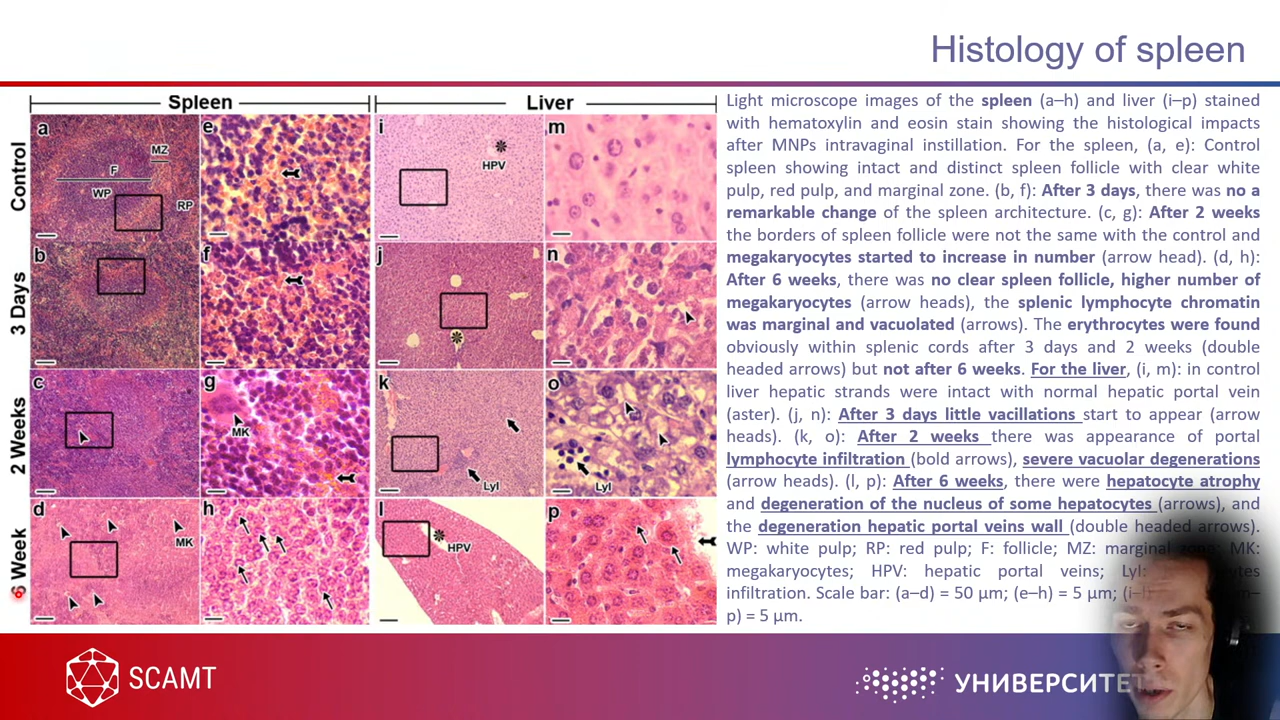 Histology of spleen
Spleen
Liver
Control
3 Days
2 Weeks
6 Week
a
MZ
F
WP
RP
e
i
HPV
m
b
f
j
n
c
g
MK
k
Lyl
o
Lyl
d
MK
h
l
HPV
p
Light microscope images of the spleen (a–h) and liver (i–p) stained
with hematoxylin and eosin stain showing the histological impacts
after MNPs intravaginal instillation. For the spleen, (a, e): Control
spleen showing intact and distinct spleen follicle with clear white
pulp, red pulp, and marginal zone. (b, f): After 3 days, there was no a
remarkable change of the spleen architecture. (c, g): After 2 weeks
the borders of spleen follicle were not the same with the control and
megakaryocytes started to increase in number (arrow head). (d, h):
After 6 weeks, there was no clear spleen follicle, higher number of
megakaryocytes (arrow heads), the splenic lymphocyte chromatin
was marginal and vacuolated (arrows). The erythrocytes were found
obviously within splenic cords after 3 days and 2 weeks (double
headed arrows) but not after 6 weeks. For the liver, (i, m): in control
liver hepatic strands were intact with normal hepatic portal vein
(aster). (j, n): After 3 days little vacillations start to appear (arrow
heads). (k, o): After 2 weeks there was appearance of portal
lymphocyte infiltration (bold arrows), severe vacuolar degenerations
(arrow heads). (l, p): After 6 weeks, there were hepatocyte atrophy
and degeneration of the nucleus of some hepatocytes (arrows), and
the degeneration hepatic portal veins wall (double headed arrows).
WP: white pulp; RP: red pulp; F: follicle; MZ: marginal zone; MK:
megakaryocytes; HPV: hepatic portal veins; Lyl:
infiltration. Scale bar: (a–d) = 50 μm; (e–h) = 5 μm;
p) = 5 μm.
SCAMT
УНИВЕРСИТЕТ